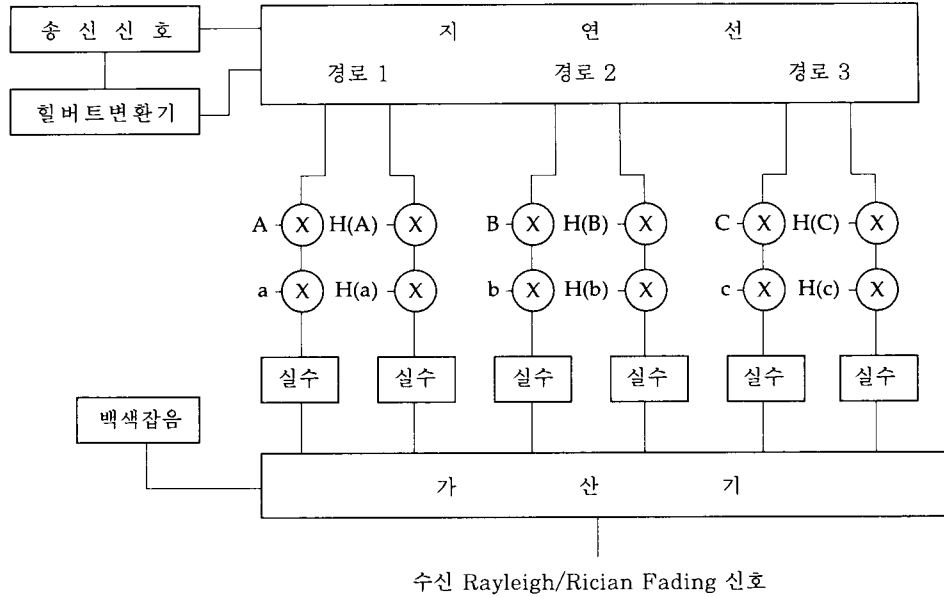 송 신 신 호
지 연 선
경로 1 경로 2 경로 3
힐버트변환기
A X H(A) X B X H(B) X C X H(C) X
a X H(a) X b X H(b) X c X H(c) X
실수 실수 실수 실수 실수 실수
백색잡음
가 산 기
수신 Rayleigh/Rician Fading 신호